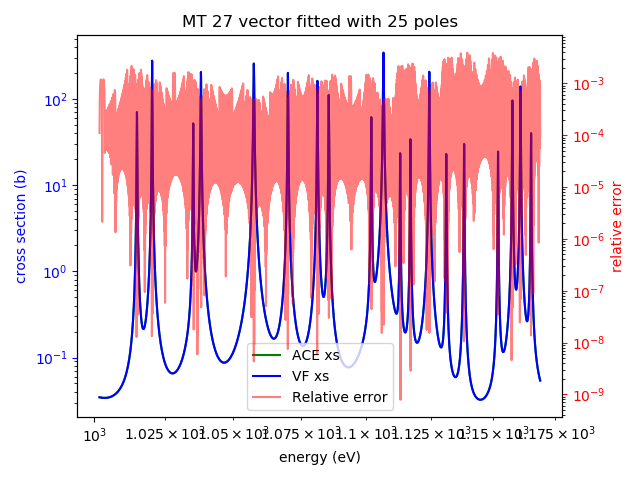 MT 27 vector fitted with 25 poles
10²
10¹
10⁰
10⁻¹
cross section (b)
10⁻³
10⁻⁴
10⁻⁵
10⁻⁶
10⁻⁷
10⁻⁸
10⁻⁹
relative error
ACE xs
VF xs
Relative error
10³ 1.025 × 10³ 1.05 × 10³ 1.075 × 10³ 1.1 × 10³ 1.125 × 10³ 1.15 × 10³ 1.175 × 10³
energy (eV)